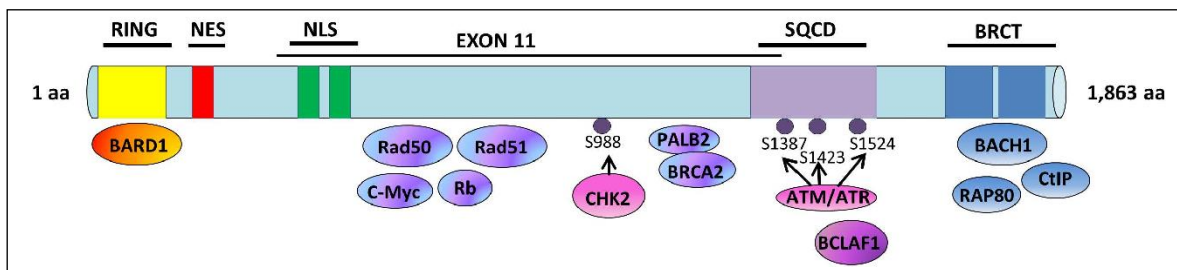 RING NES NLS EXON 11 SQCD BRCT
1 aa 1,863 aa
BARD1
Rad50 Rad51
C-Myc Rb
S988
CHK2
PALB2
BRCA2
S1387 S1423 S1524
ATM/ATR
BCLAF1
BACH1
RAP80 CtIP